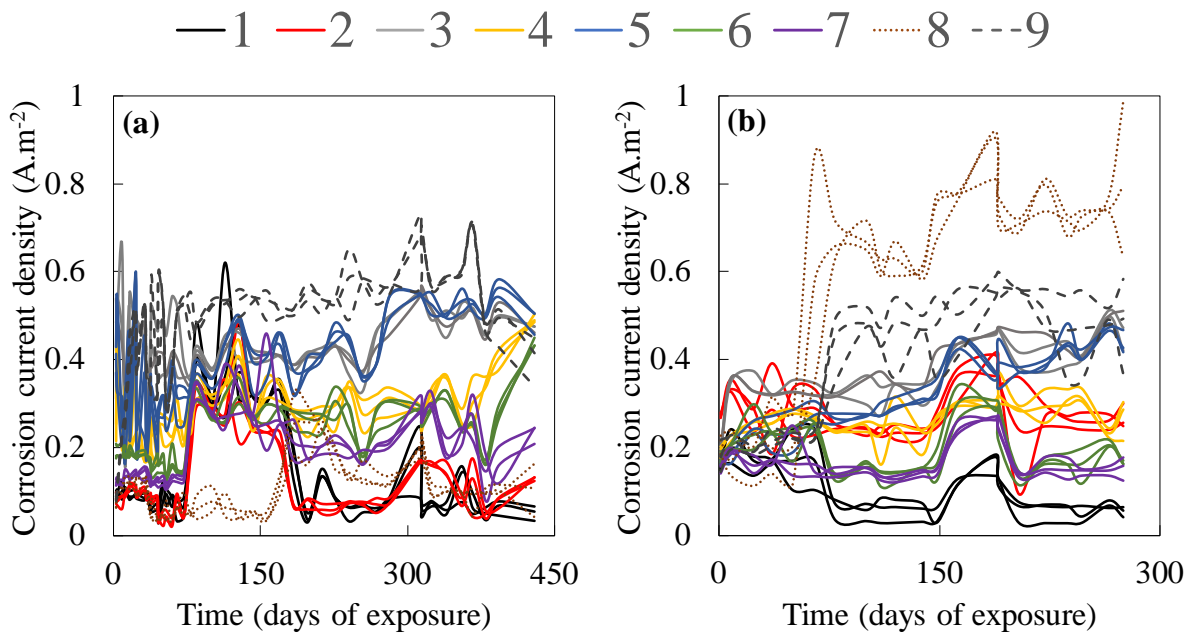 1 2 3 4 5 6 7 8 9
(a)
Corrosion current density (A.m-2)
1
0.8
0.6
0.4
0.2
0
0 150 300 450
Time (days of exposure)
(b)
Corrosion current density (A.m-2)
1
0.8
0.6
0.4
0.2
0
0 150 300
Time (days of exposure)